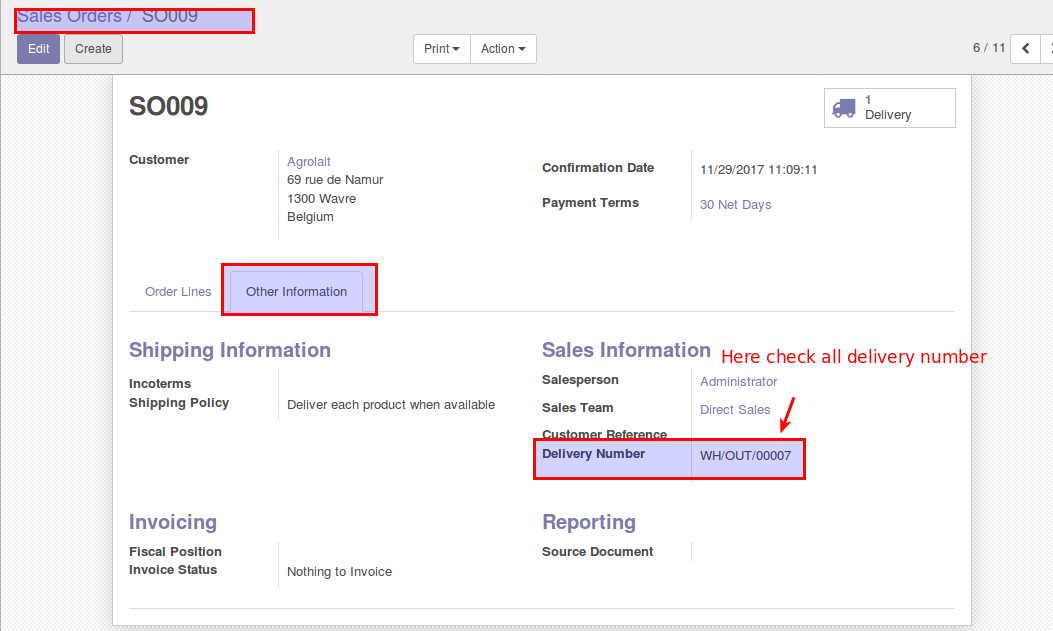 Sales Orders / SO009
Edit Create Print Action 6 / 11
SO009
1
Delivery
Customer
Agrolait
69 rue de Namur
1300 Wavre
Belgium
Confirmation Date 11/29/2017 11:09:11
Payment Terms 30 Net Days
Order Lines Other Information
Shipping Information
Incoterms
Shipping Policy Deliver each product when available
Sales Information
Here check all delivery number
Salesperson Administrator
Sales Team Direct Sales
Customer Reference
Delivery Number WH/OUT/00007
Invoicing
Fiscal Position
Invoice Status Nothing to Invoice
Reporting
Source Document